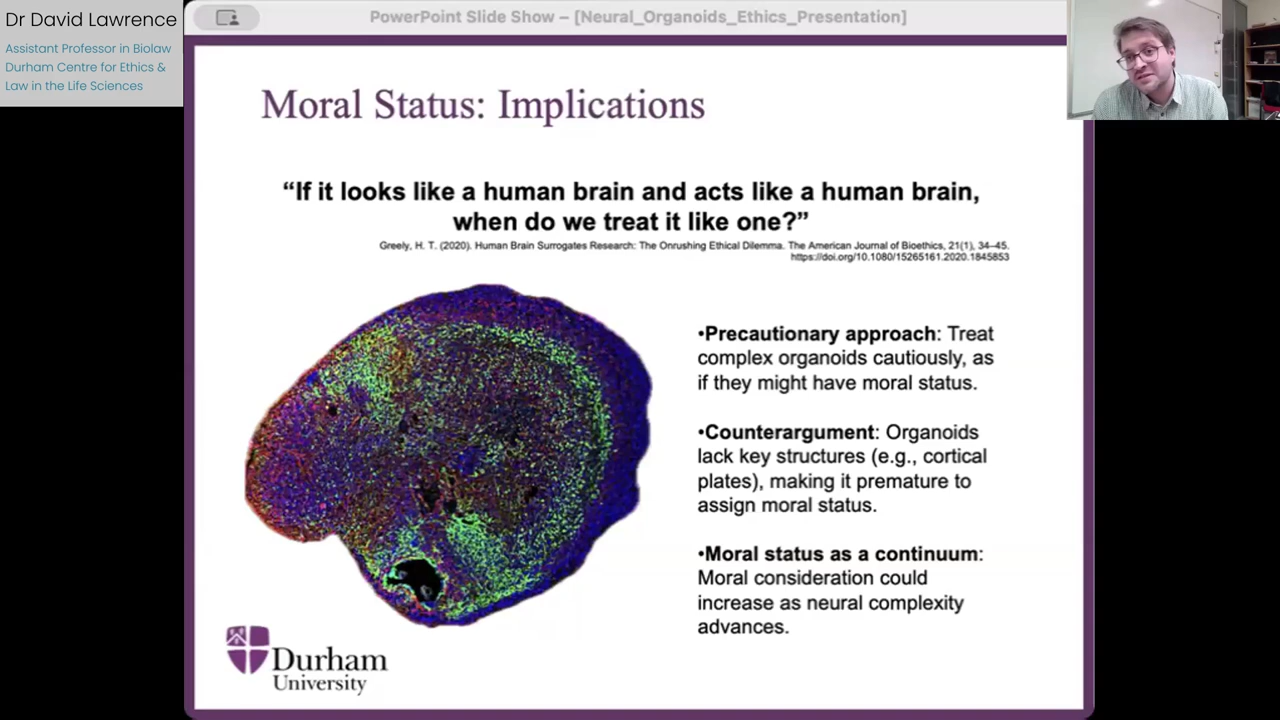 Dr David Lawrence
Assistant Professor in Biolaw
Durham Centre for Ethics &
Law in the Life Sciences
PowerPoint Slide Show – [Neural_Organoids_Ethics_Presentation]
Moral Status: Implications
“If it looks like a human brain and acts like a human brain,
when do we treat it like one?”
Greely, H. T. (2020). Human Brain Surrogates Research: The Onrushing Ethical Dilemma. The American Journal of Bioethics, 21(1), 34–45.
https://doi.org/10.1080/15265161.2020.1845853
•Precautionary approach: Treat
complex organoids cautiously, as
if they might have moral status.
•Counterargument: Organoids
lack key structures (e.g., cortical
plates), making it premature to
assign moral status.
•Moral status as a continuum:
Moral consideration could
increase as neural complexity
advances.
Durham
University